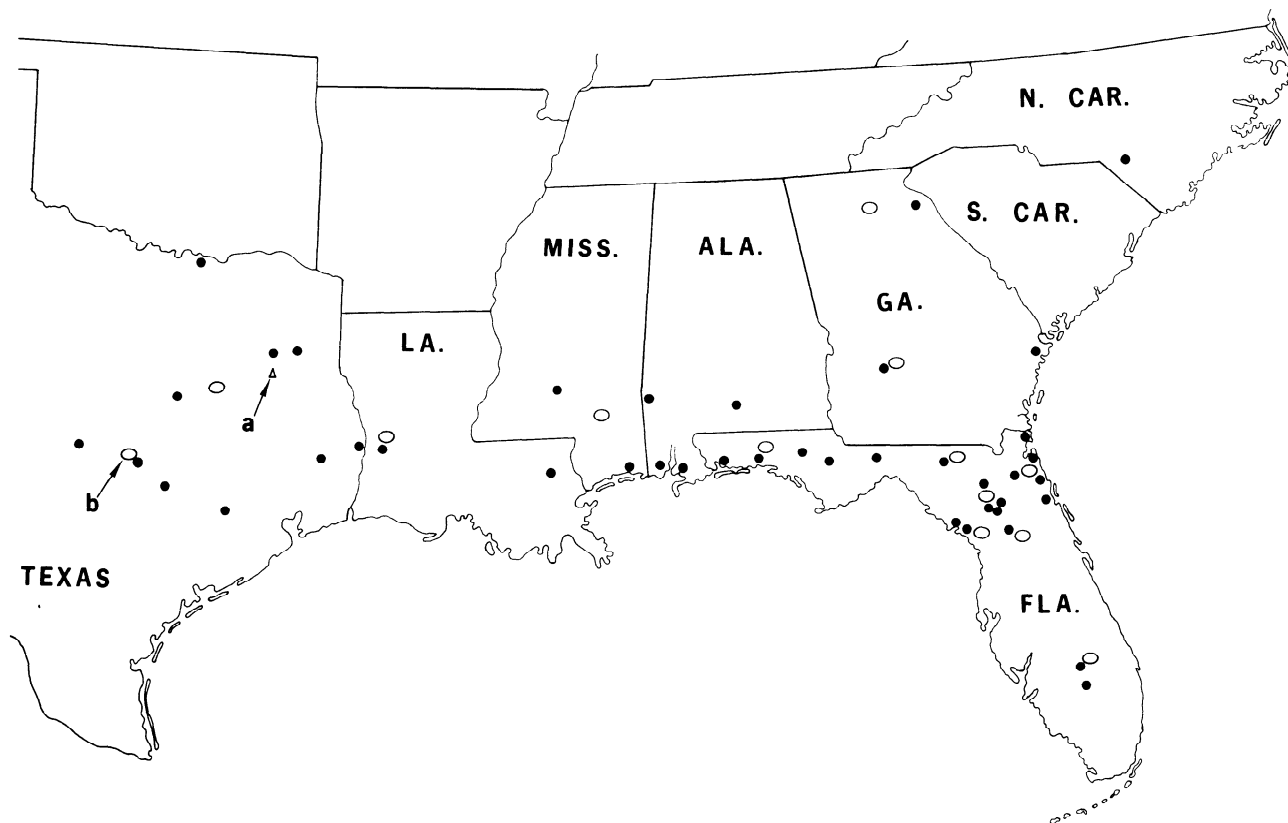 N. CAR.
S. CAR.
MISS.
ALA.
GA.
LA.
a
b
TEXAS
FLA.